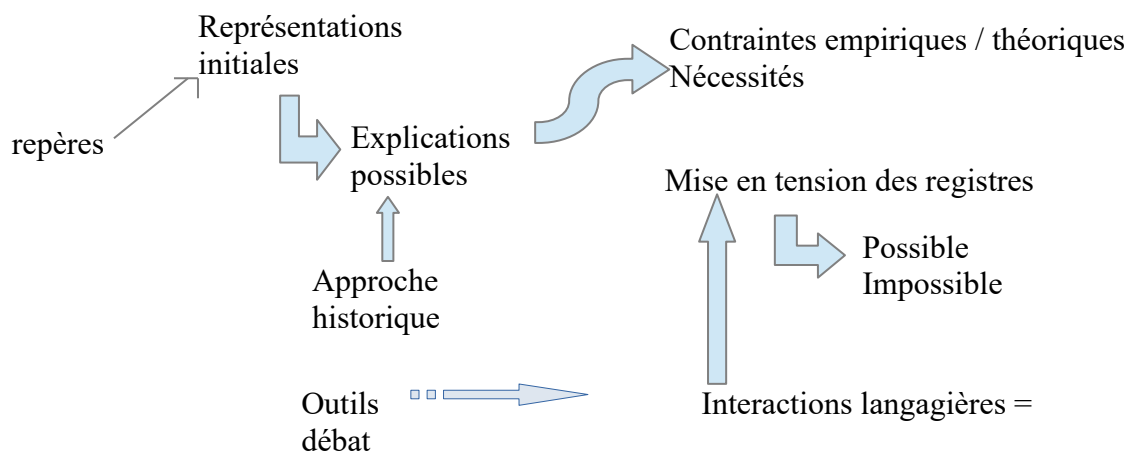 Représentations
initiales
repères
Explications
possibles
Approche
historique
Outils
débat
Contraintes empiriques / théoriques
Nécessités
Mise en tension des registres
Possible
Impossible
Interactions langagières =